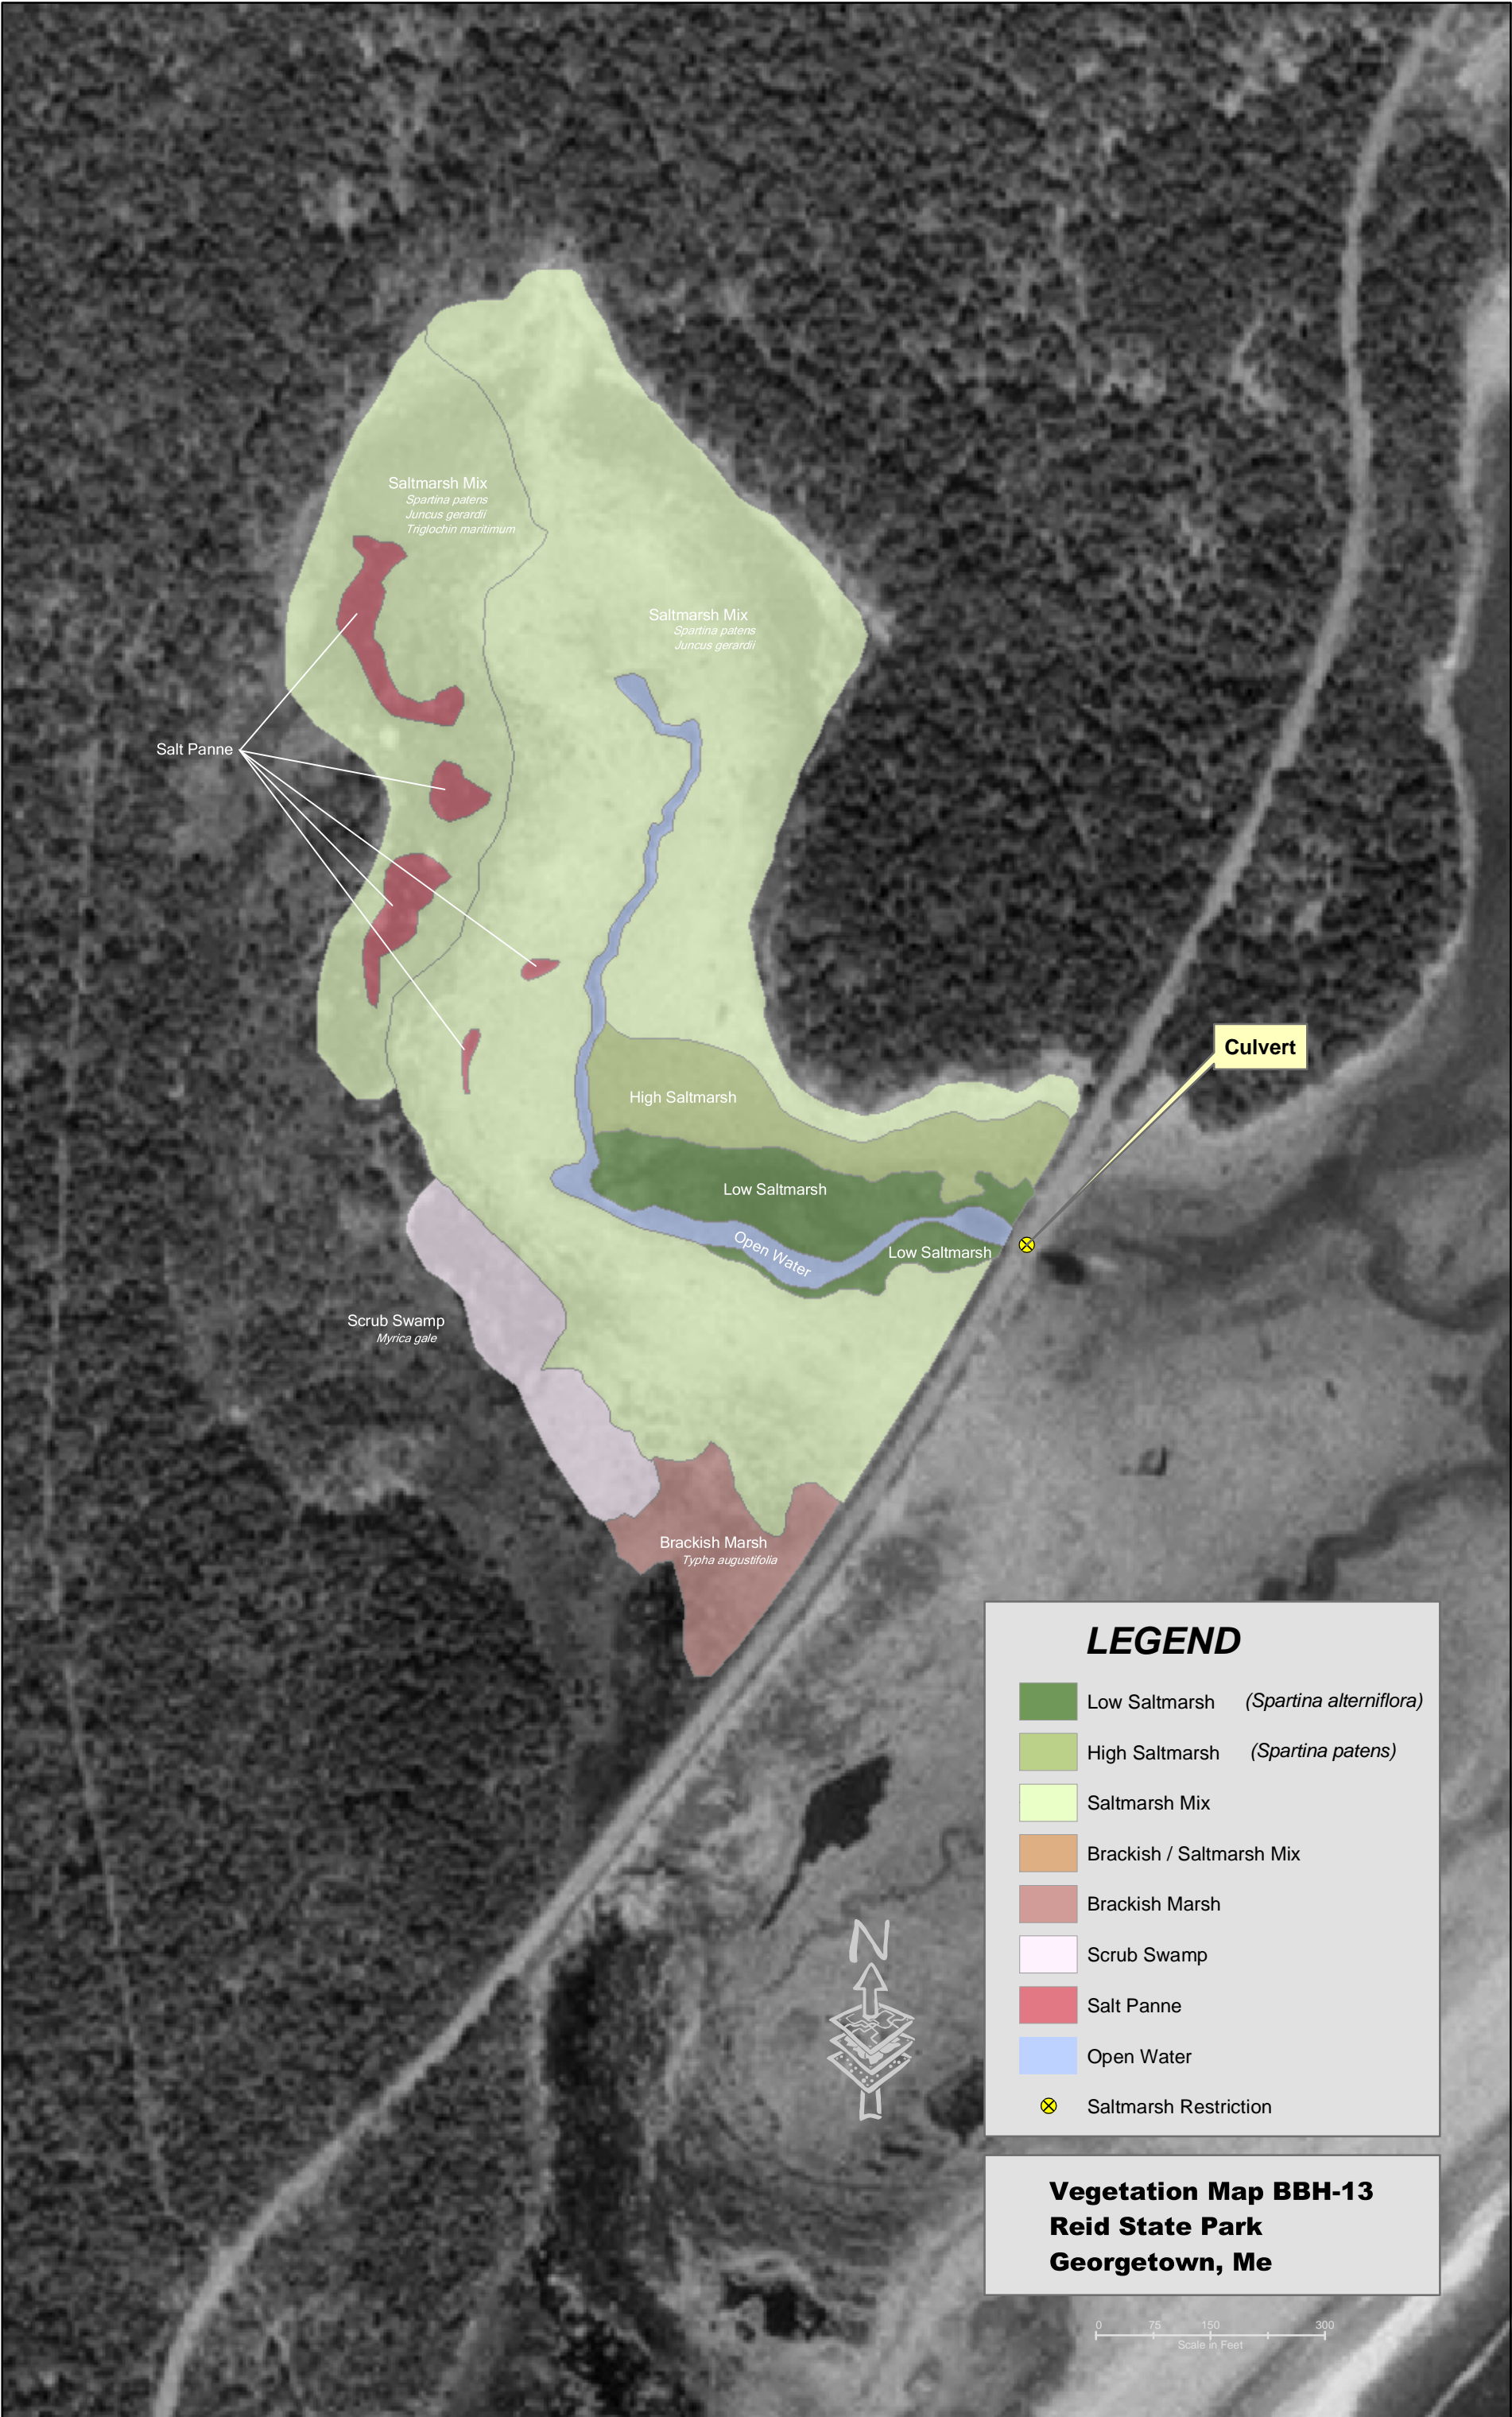 Saltmarsh Mix
Spartina patens
Juncus gerardii
Triglochin maritimum
Saltmarsh Mix
Spartina patens
Juncus gerardii
Salt Panne
Culvert
High Saltmarsh
Low Saltmarsh
Open Water
Low Saltmarsh
Scrub Swamp
Myrica gale
Brackish Marsh
Typha augustifolia
LEGEND
Low Saltmarsh (Spartina alterniflora)
High Saltmarsh (Spartina patens)
Saltmarsh Mix
Brackish / Saltmarsh Mix
Brackish Marsh
Scrub Swamp
Salt Panne
Open Water
Saltmarsh Restriction
N
Vegetation Map BBH-13
Reid State Park
Georgetown, Me
0 75 150 300
Scale in Feet